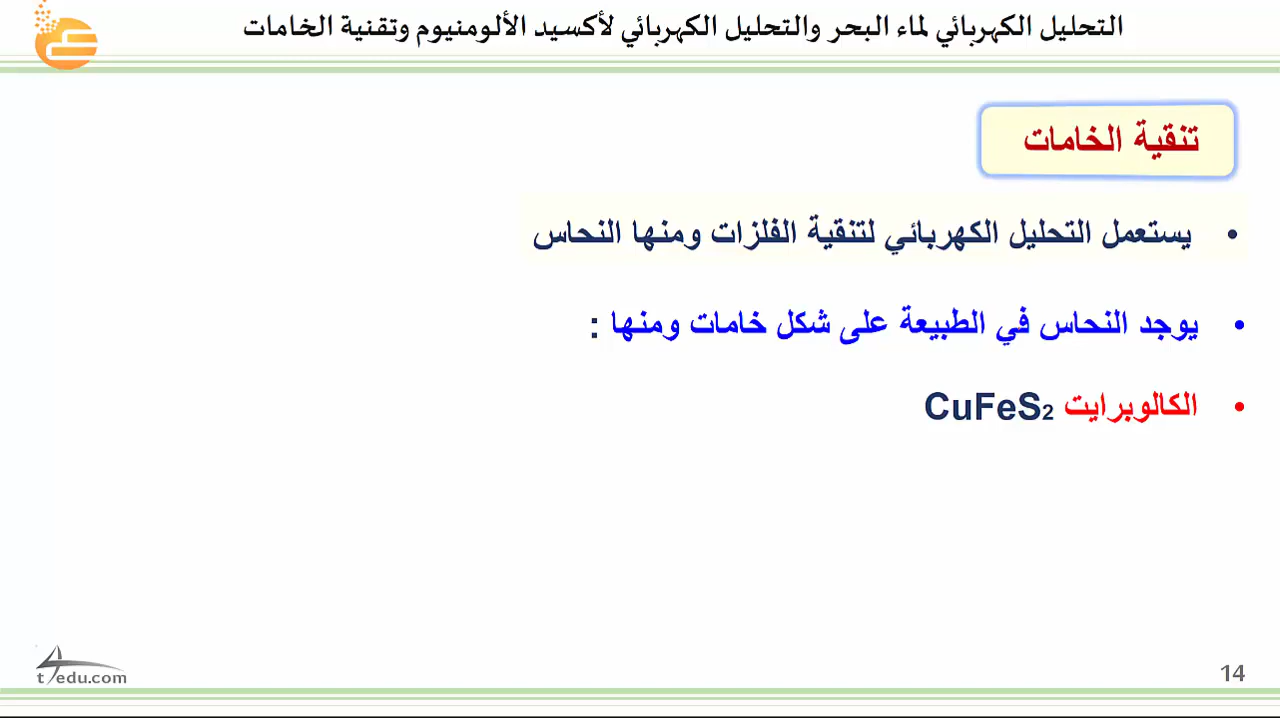 التحليل الكهربائي لماء البحر والتحليل الكهربائي لأكسيد الألومنيوم وتقنية الخامات
تنقية الخامات
• يستعمل التحليل الكهربائي لتنقية الفلزات ومنها النحاس
• يوجد النحاس في الطبيعة على شكل خامات ومنها :
• الكالوبرايت CuFeS₂
t4edu.com
14